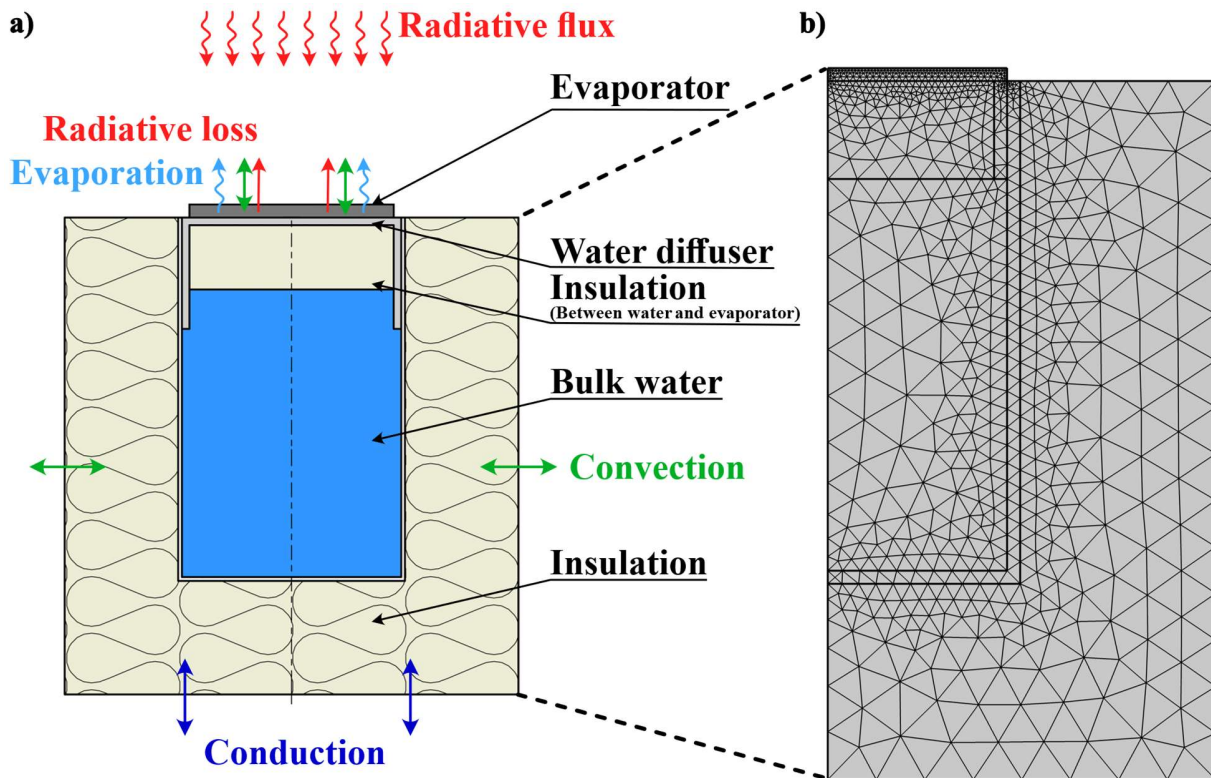 a)
Radiative flux
b)
Evaporator
Radiative loss
Evaporation
Water diffuser
Insulation
(Between water and evaporator)
Bulk water
Convection
Insulation
Conduction